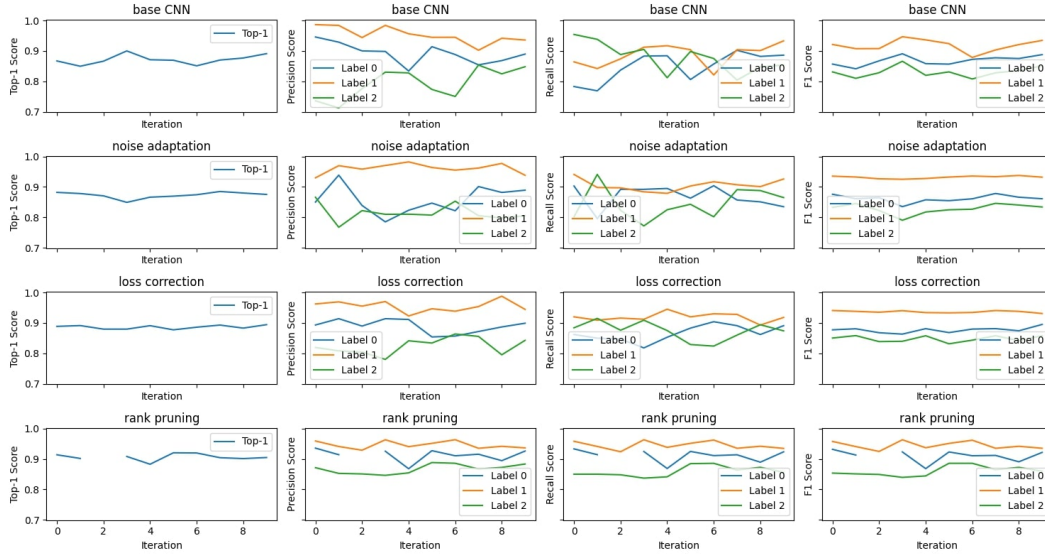 base CNN
base CNN
base CNN
base CNN
1.0
0.9
0.8
0.7
Top-1 Score
Precision Score
Recall Score
F1 Score
Top-1
Label 0
Label 1
Label 2
Label 0
Label 1
Label 2
Label 0
Label 1
Label 2
Iteration
Iteration
Iteration
Iteration
noise adaptation
noise adaptation
noise adaptation
noise adaptation
1.0
0.9
0.8
0.7
Top-1 Score
Precision Score
Recall Score
F1 Score
Top-1
Label 0
Label 1
Label 2
Label 0
Label 1
Label 2
Label 0
Label 1
Label 2
Iteration
Iteration
Iteration
Iteration
loss correction
loss correction
loss correction
loss correction
1.0
0.9
0.8
0.7
Top-1 Score
Precision Score
Recall Score
F1 Score
Top-1
Label 0
Label 1
Label 2
Label 0
Label 1
Label 2
Label 0
Label 1
Label 2
Iteration
Iteration
Iteration
Iteration
rank pruning
rank pruning
rank pruning
rank pruning
1.0
0.9
0.8
0.7
Top-1 Score
Precision Score
Recall Score
F1 Score
Top-1
Label 0
Label 1
Label 2
Label 0
Label 1
Label 2
Label 0
Label 1
Label 2
0 2 4 6 8
0 2 4 6 8
0 2 4 6 8
0 2 4 6 8
Iteration
Iteration
Iteration
Iteration